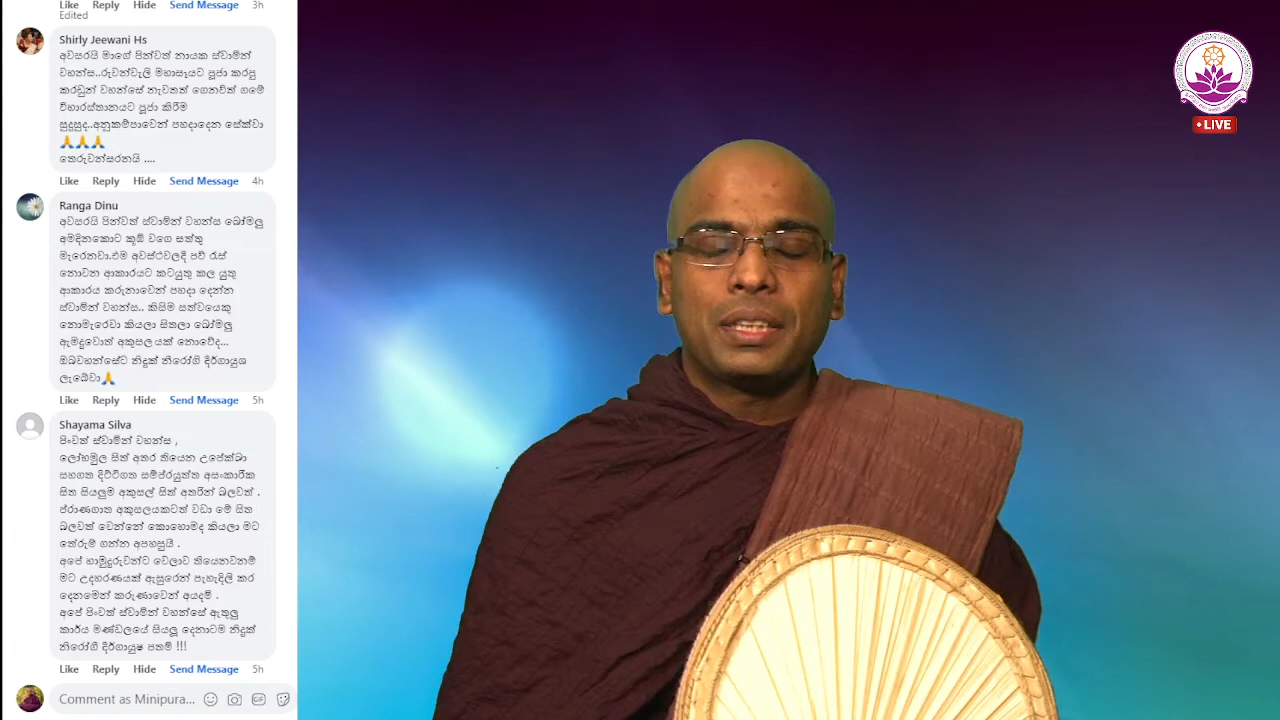 Like Reply Hide Send Message 3h
Edited
Shirly Jeewani Hs
අවසරයි මාගේ පින්වත් නායක ස්වාමින්
වහන්ස..රුවන්වැලි මහාසෑයට පූජා කරපු
කරඬුන් වහන්සේ නැවතත් ගෙනවිත් ගමේ
විහාරස්තානයට පූජා කිරීම
සුදුසුද..අනුකම්පාවෙන් පහදාදෙන සේක්වා
🙏🙏🙏
තෙරුවන්සරනයි ....
Like Reply Hide Send Message 4h
Ranga Dinu
අවසරයි පින්වත් ස්වාමින් වහන්ස බෝමලු
අමදිනකොට කූඹි වගෙ සත්තු
මැරෙනවා.එම අවස්ථවලදී පව් රැස්
නොවන ආකාරයට කටයුතු කල යුතු
ආකාරය කරුනාවෙන් පහදා දෙන්න
ස්වාමින් වහන්ස.. කිසිම සත්වයෙකු
නොමැරෙවා කියලා සිතලා බෝමලු
ඇමදුවොත් අකුසලයක් නොවේද...
ඔබවහන්සේට නිදුක් නිරෝගි දීර්ගායුශ
ලැබේවා🙏
Like Reply Hide Send Message 5h
Shayama Silva
පිංවත් ස්වාමින් වහන්ස ,
ලෝභමුල සිත් අතර තියෙන උපේක්ඛා
සහගත දිට්ටිගත සම්ප්රයුත්ත අසංකාරික
සිත සියලුම අකුසල් සිත් අතරින් බලවත් .
ප්රාණගාත අකුසලයකටත් වඩා මේ සිත
බලවත් වෙන්නේ කොහොමද කියලා මට
තේරුම් ගන්න අපහසුයි .
අපේ හාමුදුරුවන්ට වෙලාව තියෙනවනම්
මට උදාහරණයක් ඇසුරෙන් පැහැදිලි කර
දෙනමෙන් කරුණාවෙන් අයදමි .
අපේ පිංවත් ස්වාමින් වහන්සේ ඇතුලු
කාර්ය මණ්ඩලයේ සියලු දෙනාටම නිදුක්
නිරෝගි දීර්ගායුෂ පතමි !!!
Like Reply Hide Send Message 5h
Comment as Minipura...
LIVE